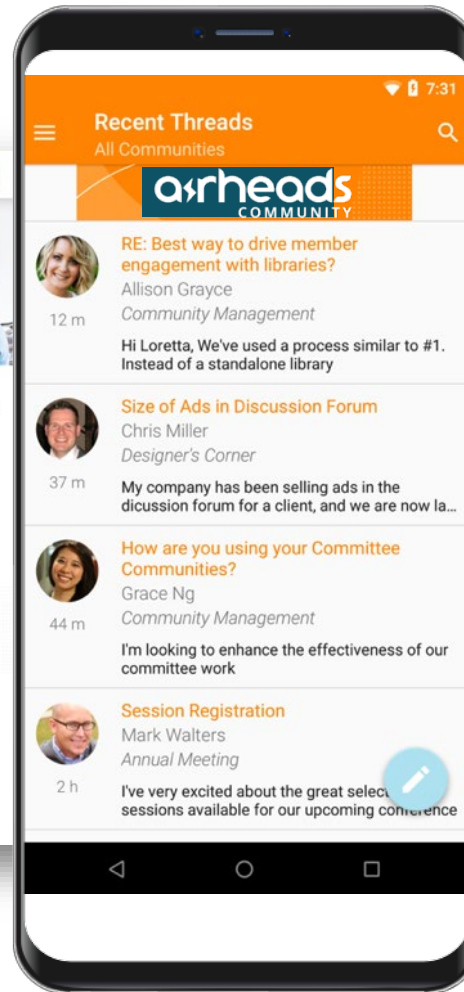 7:31
Recent Threads
All Communities
airheads
COMMUNITY
RE: Best way to drive member
engagement with libraries?
Allison Grayce
Community Management
12 m
Hi Loretta, We've used a process similar to #1.
Instead of a standalone library
Size of Ads in Discussion Forum
Chris Miller
Designer's Corner
37 m
My company has been selling ads in the
dicussion forum for a client, and we are now la...
How are you using your Committee
Communities?
Grace Ng
Community Management
44 m
I'm looking to enhance the effectiveness of our
committee work
Session Registration
Mark Walters
Annual Meeting
2 h
I've very excited about the great
sessions available for our upcoming conference